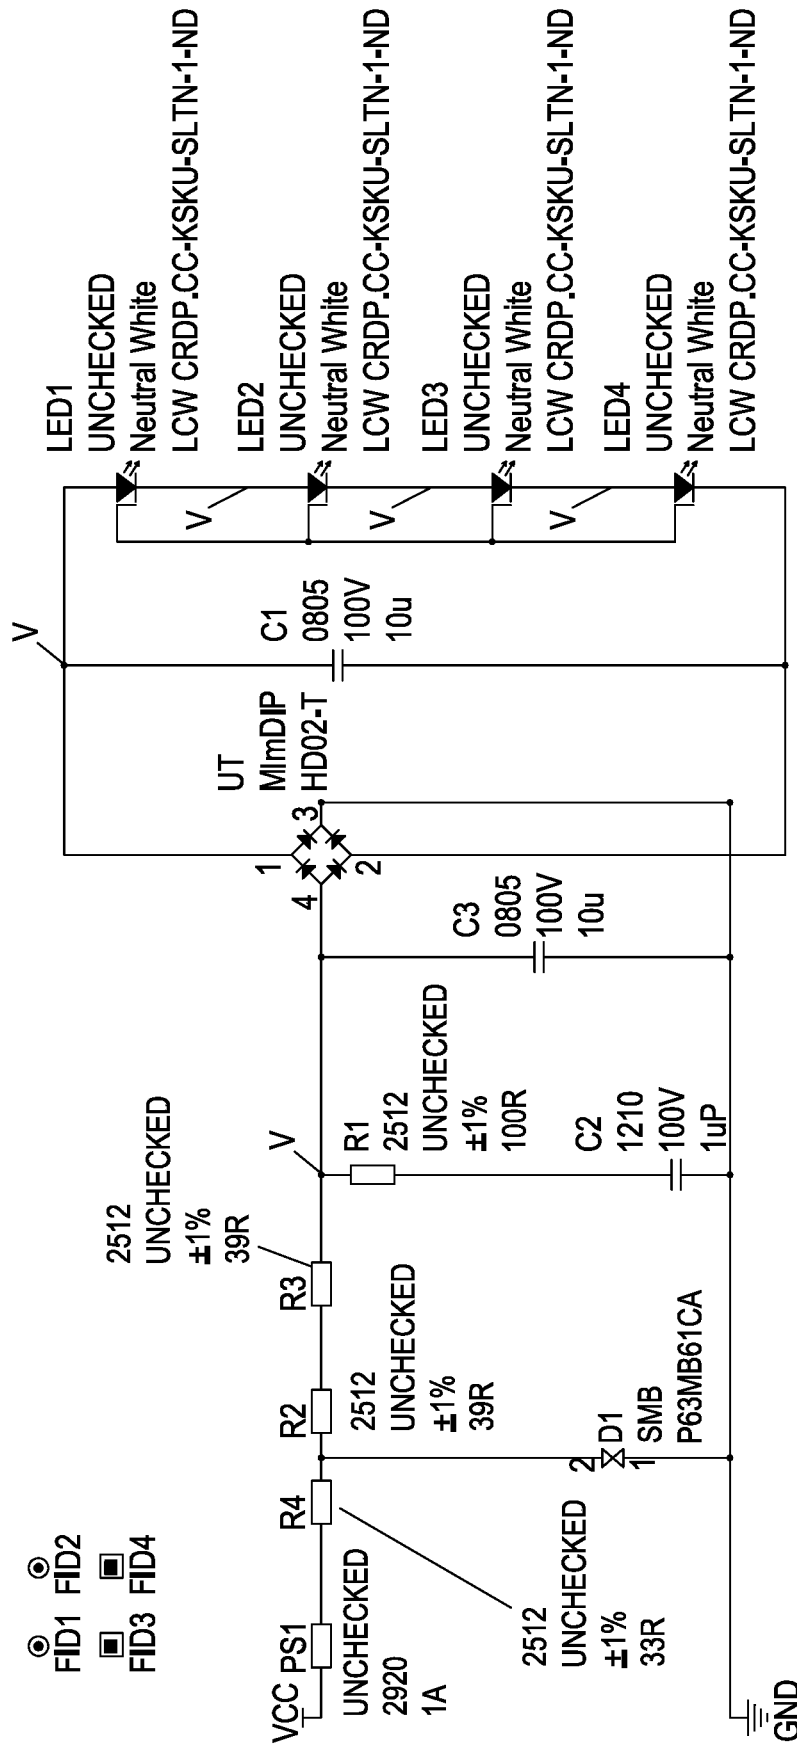 FID1
FID2
FID3
FID4
VCC
PS1
UNCHECKED
2920
1A
R4
2512
UNCHECKED
±1%
33R
R2
2512
UNCHECKED
±1%
39R
R3
2512
UNCHECKED
±1%
39R
2
D1
1
SMB
P63MB61CA
GND
V
R1
2512
UNCHECKED
±1%
100R
C2
1210
100V
1uP
C3
0805
100V
10u
1
4
3
2
UT
MlmDIP
HD02-T
V
C1
0805
100V
10u
LED1
UNCHECKED
Neutral White
LCW CRDP.CC-KSKU-SLTN-1-ND
V
LED2
UNCHECKED
Neutral White
LCW CRDP.CC-KSKU-SLTN-1-ND
V
LED3
UNCHECKED
Neutral White
LCW CRDP.CC-KSKU-SLTN-1-ND
V
LED4
UNCHECKED
Neutral White
LCW CRDP.CC-KSKU-SLTN-1-ND